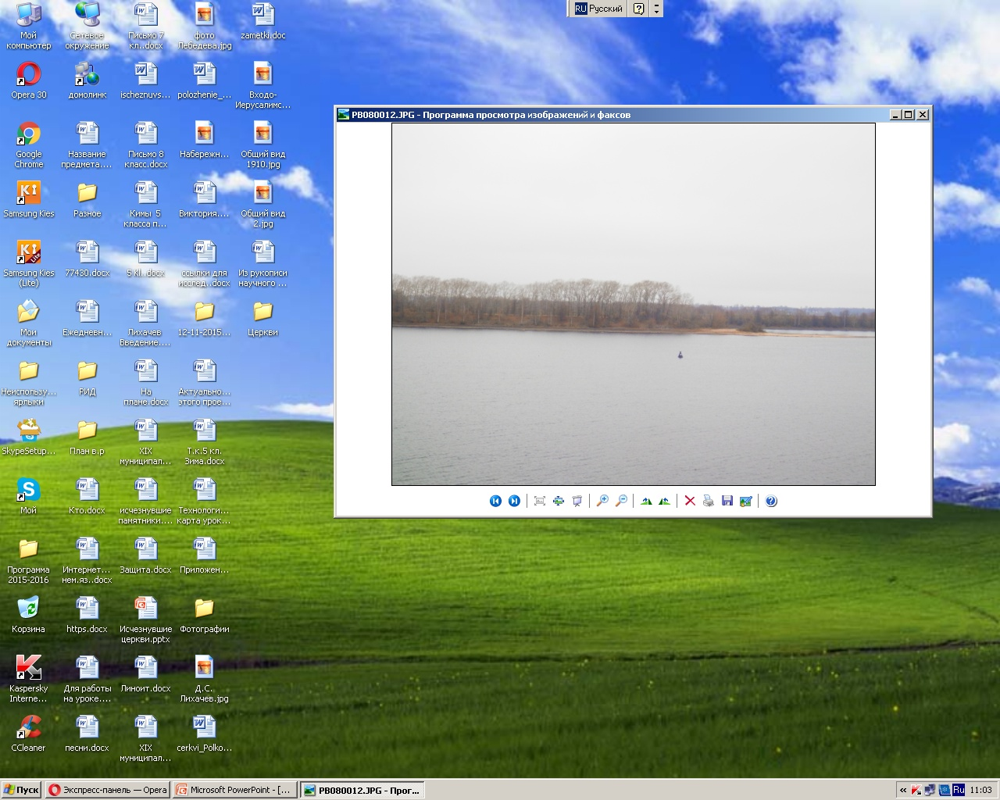 RU Русский
Мой
компьютер
Сетевое
окружение
Письмо 7
кл..docx
фото
Лебедева.jpg
zametki.doc
Opera 30
домолинк
ischeznuvs...
polozhenie_...
Входо-
Иерусалимс...
Google
Chrome
Название
предмета....
Письмо 8
класс.docx
Набережн...
Общий вид
1910.jpg
Samsung Kies
Разное
Кимы 5
класса п...
Виктория....
Общий вид
2.jpg
Samsung Kies
(Lite)
77430.docx
5 кl..docx
ссылки для
исслед..docx
Из рукописи
научного ...
Мои
документы
Ежедневн...
Лихачев
Введение....
12-11-2015...
Церкви
Неиспользу...
ярлыки
РИД
На
плане.docx
Актуально...
этого прое...
SkypeSetup...
План в.р
XIX
муниципал...
Т.к.5 кл.
Зима.docx
Мой
Кто.docx
исчезнувшие
памятники....
Технологи...
карта урок...
Программа
2015-2016
Интернет...
нем.яз..docx
Защита.docx
Приложен...
Корзина
https.docx
Исчезнувшие
церкви.pptx
Фотографии
Kaspersky
Interne...
Для работы
на уроке....
Линоит.docx
Д.С.
Лихачев.jpg
CCleaner
песни.docx
XIX
муниципал...
cerkvi_Polko...
PB080012.JPG - Программа просмотра изображений и факсов
Пуск
Экспресс-панель — Opera
Microsoft PowerPoint - [...
PB080012.JPG - Прог...
Ru
11:03